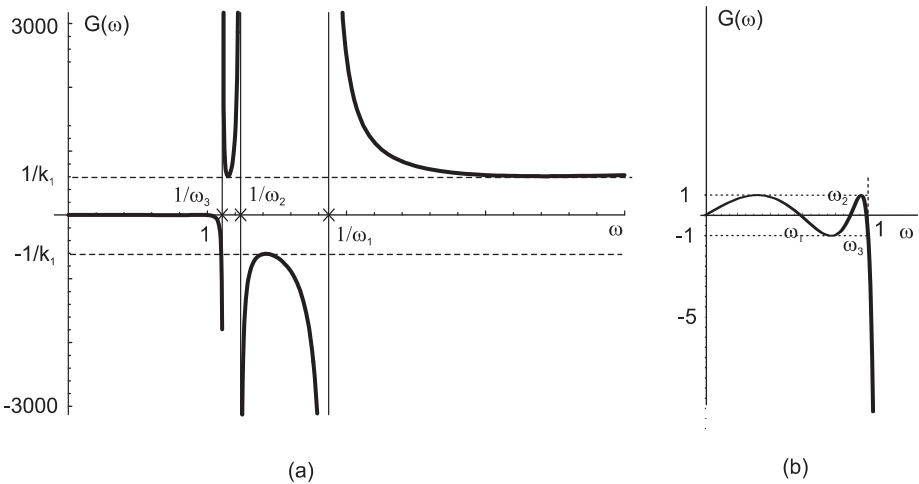 3000
G(ω)
1/k₁
1/ω₃
1/ω₂
1
1/ω₁
ω
-1/k₁
-3000
(a)
G(ω)
1
ω₂
ω₁
1
ω
-1
ω₃
-5
(b)